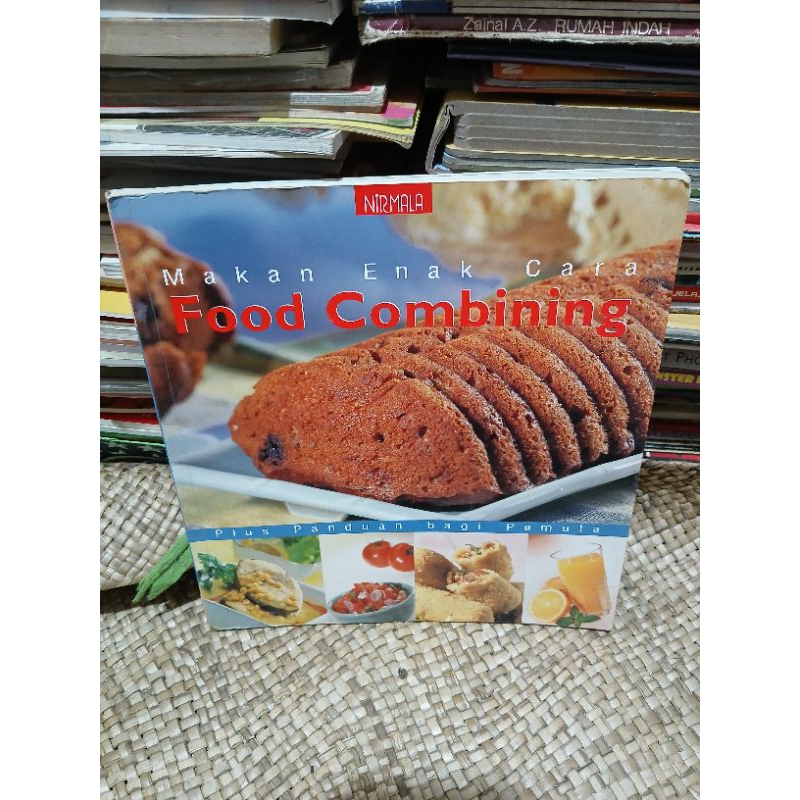 Zainal A.Z. RUMAH INDAH
NIRMALA
Makan Enak Cara
Food Combining
Plus Panduan bagi Pemula